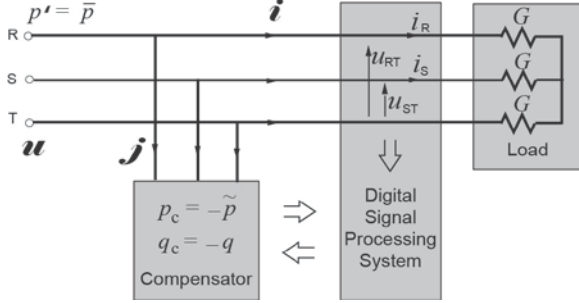 p' = p̄
i
R
i_R
G
u_RT
S
i_S
G
u_ST
T
G
u
j
Load
p_c = −p̃
q_c = −q
Compensator
Digital
Signal
Processing
System